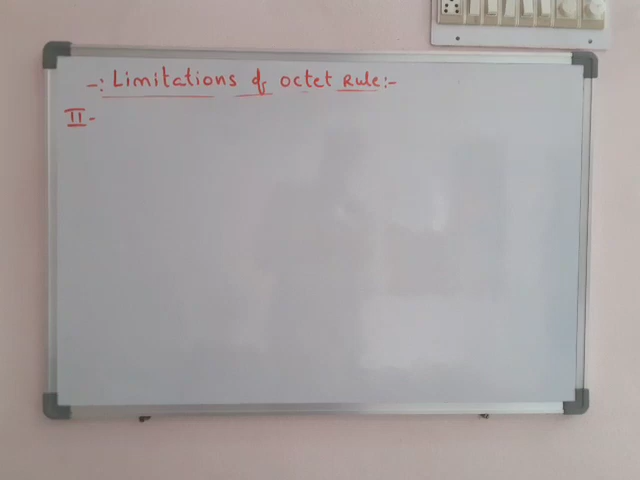 -: Limitations of octet Rule:-
II-